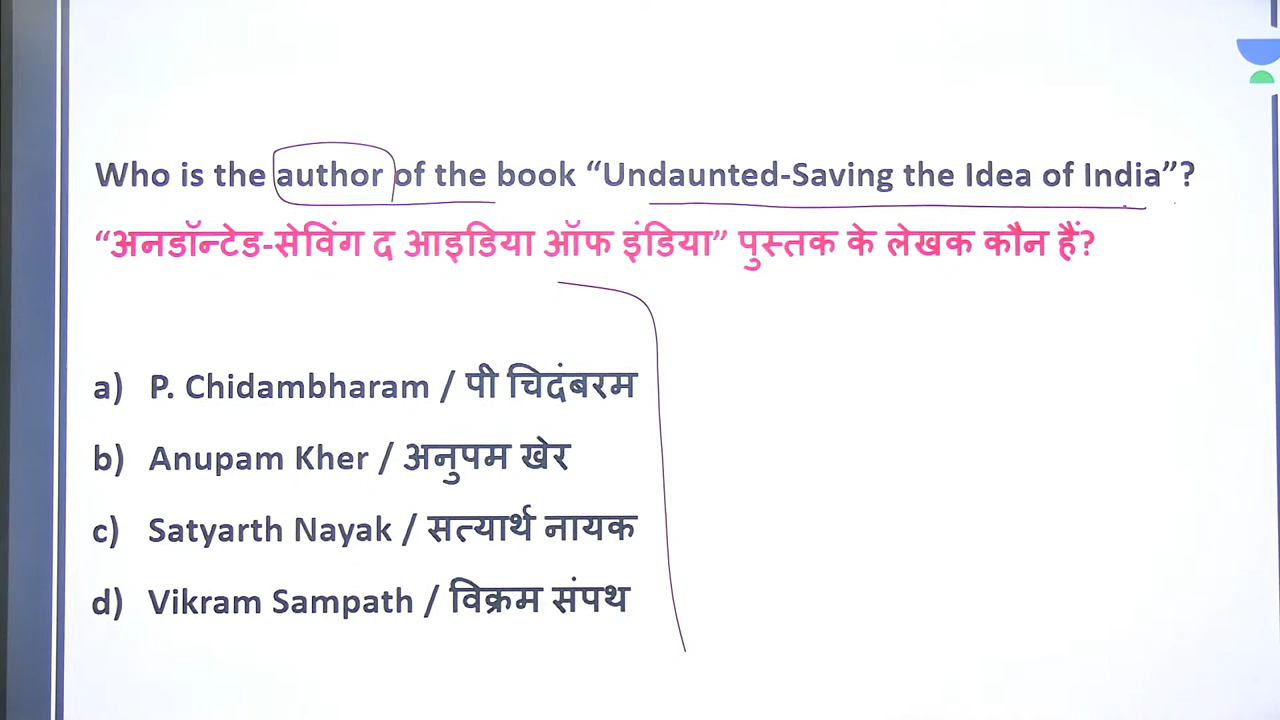 Who is the author of the book “Undaunted-Saving the Idea of India”?
“अनडॉन्टेड-सेविंग द आइडिया ऑफ इंडिया” पुस्तक के लेखक कौन हैं?
a) P. Chidambharam / पी चिदंबरम
b) Anupam Kher / अनुपम खेर
c) Satyarth Nayak / सत्यार्थ नायक
d) Vikram Sampath / विक्रम संपथ